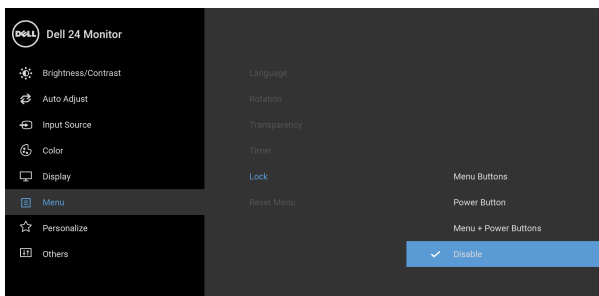 DELL Dell 24 Monitor
Brightness/Contrast
Auto Adjust
Input Source
Color
Display
Menu
Personalize
Others
Language
Rotation
Transparency
Timer
Lock
Reset Menu
Menu Buttons
Power Button
Menu + Power Buttons
Disable